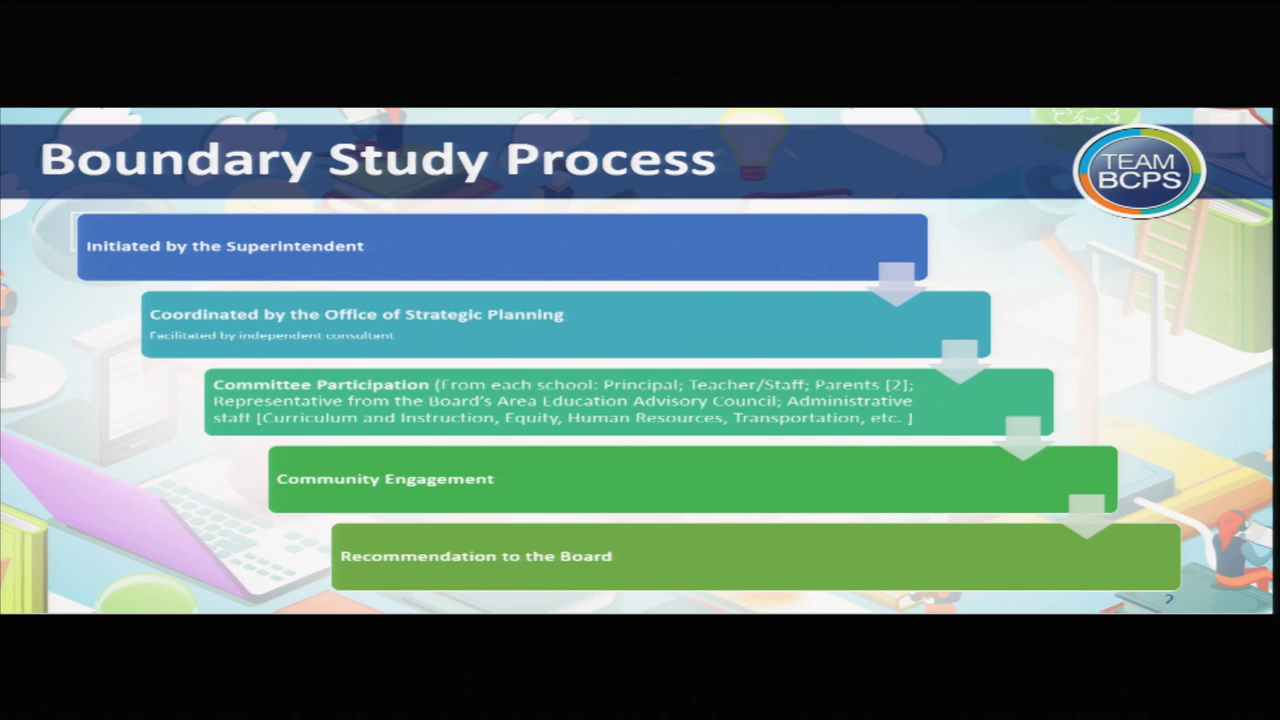 Boundary Study Process
TEAM
BCPS
Initiated by the Superintendent
Coordinated by the Office of Strategic Planning
Facilitated by independent consultant
Committee Participation (From each school: Principal; Teacher/Staff; Parents [2];
Representative from the Board's Area Education Advisory Council; Administrative
staff [Curriculum and Instruction, Equity, Human Resources, Transportation, etc. ]
Community Engagement
Recommendation to the Board
2